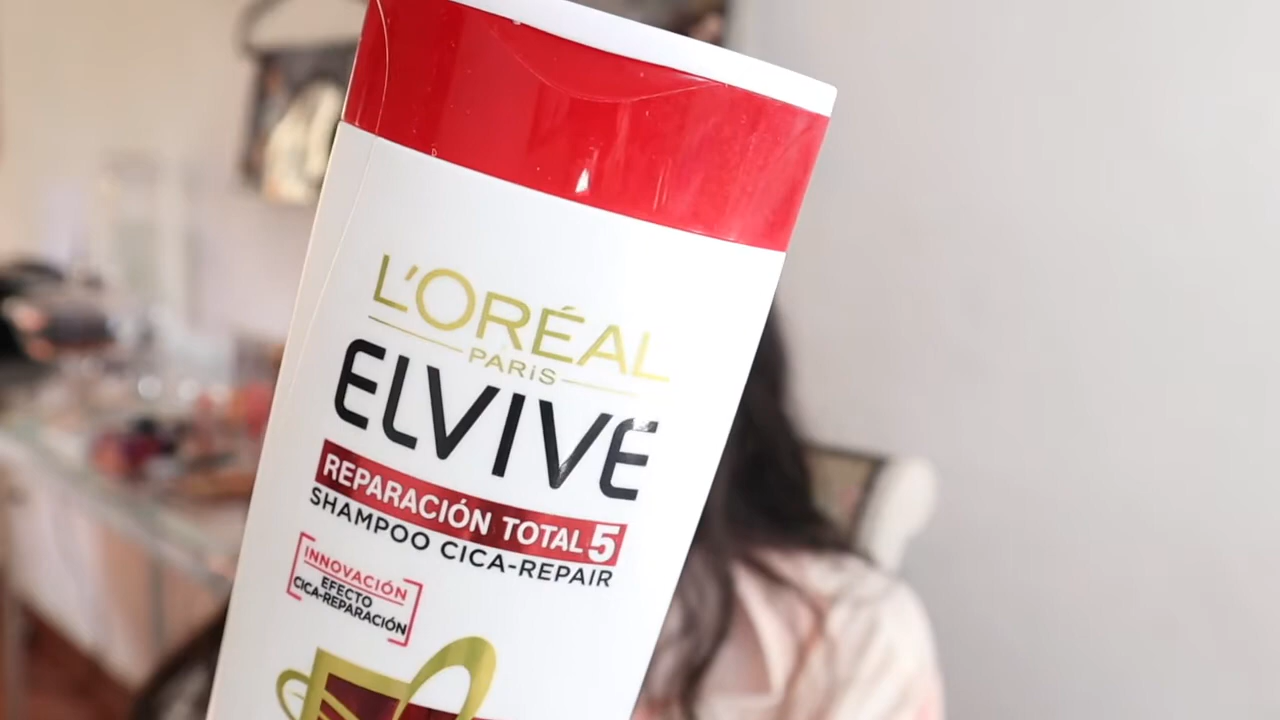 L'ORÉAL
PARiS
ELVIVE
REPARACIÓN TOTAL 5
SHAMPOO CICA-REPAIR
INNOVACIÓN
EFECTO
CICA-REPARACIÓN